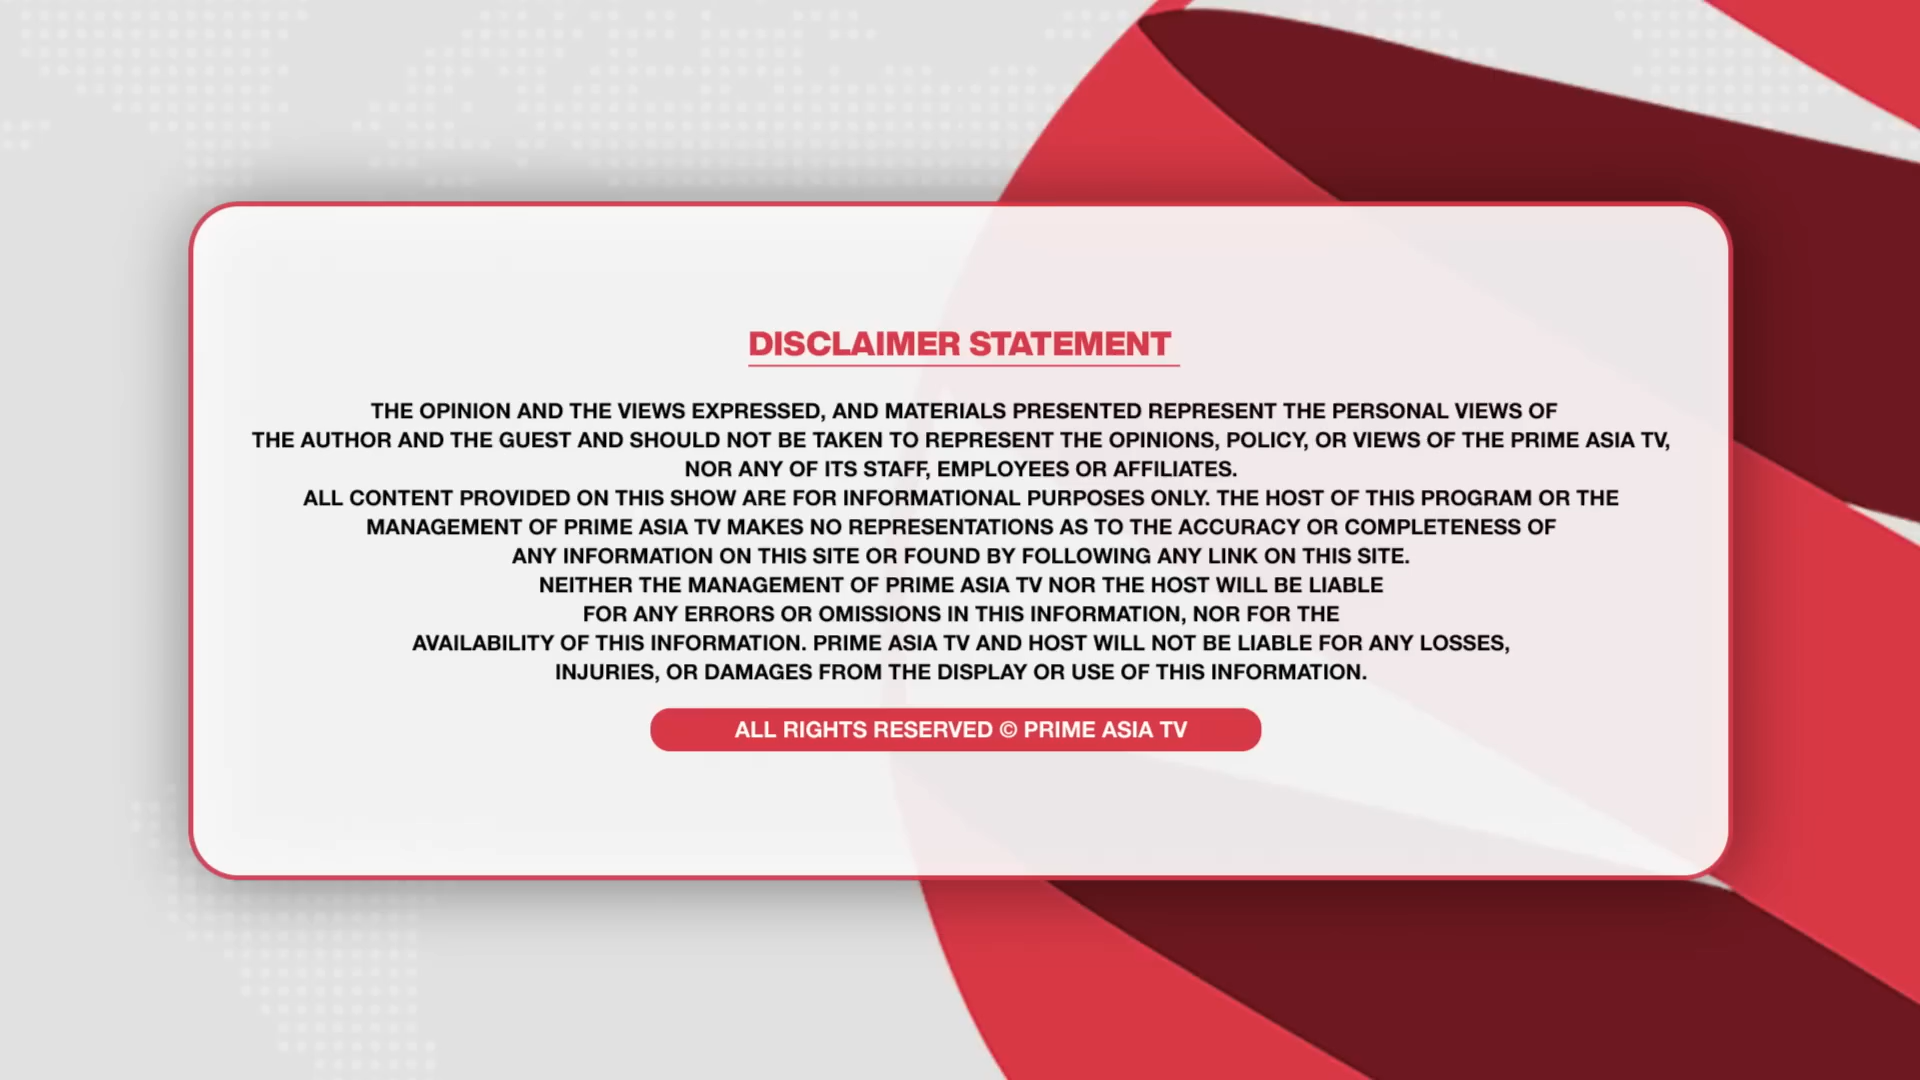 DISCLAIMER STATEMENT
THE OPINION AND THE VIEWS EXPRESSED, AND MATERIALS PRESENTED REPRESENT THE PERSONAL VIEWS OF
THE AUTHOR AND THE GUEST AND SHOULD NOT BE TAKEN TO REPRESENT THE OPINIONS, POLICY, OR VIEWS OF THE PRIME ASIA TV,
NOR ANY OF ITS STAFF, EMPLOYEES OR AFFILIATES.
ALL CONTENT PROVIDED ON THIS SHOW ARE FOR INFORMATIONAL PURPOSES ONLY. THE HOST OF THIS PROGRAM OR THE
MANAGEMENT OF PRIME ASIA TV MAKES NO REPRESENTATIONS AS TO THE ACCURACY OR COMPLETENESS OF
ANY INFORMATION ON THIS SITE OR FOUND BY FOLLOWING ANY LINK ON THIS SITE.
NEITHER THE MANAGEMENT OF PRIME ASIA TV NOR THE HOST WILL BE LIABLE
FOR ANY ERRORS OR OMISSIONS IN THIS INFORMATION, NOR FOR THE
AVAILABILITY OF THIS INFORMATION. PRIME ASIA TV AND HOST WILL NOT BE LIABLE FOR ANY LOSSES,
INJURIES, OR DAMAGES FROM THE DISPLAY OR USE OF THIS INFORMATION.
ALL RIGHTS RESERVED © PRIME ASIA TV